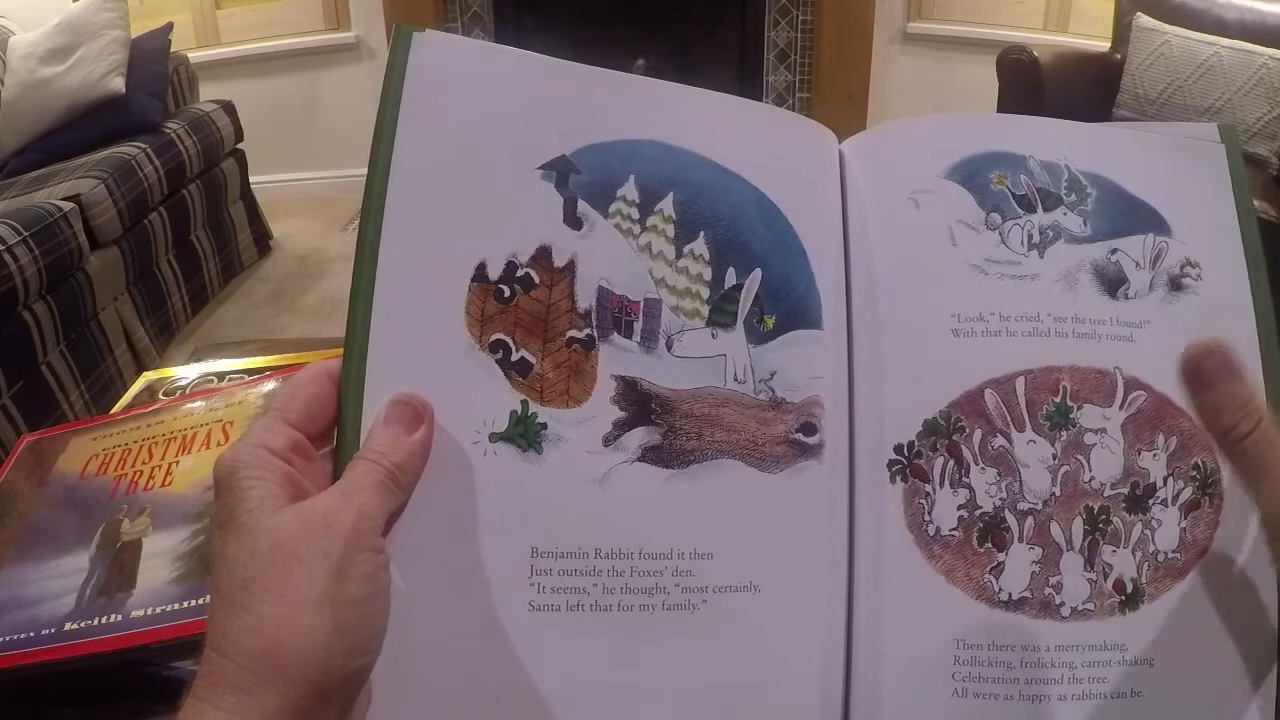 Benjamin Rabbit found it then
Just outside the Foxes' den.
"It seems," he thought, "most certainly,
Santa left that for my family."
"Look," he cried, "see the tree I found!"
With that he called his family round.
Then there was a merrymaking,
Rollicking, frolicking, carrot-shaking
Celebration around the tree.
All were as happy as rabbits can be.
GRANDFATHER'S
CHRISTMAS
TREE
Keith Strand